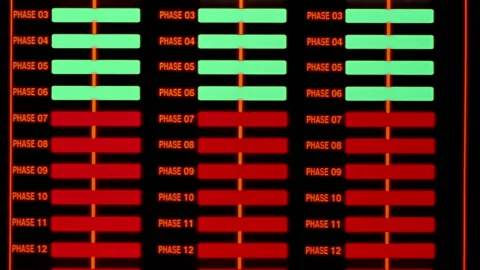 PHASE 03 PHASE 03 PHASE 03
PHASE 04 PHASE 04 PHASE 04
PHASE 05 PHASE 05 PHASE 05
PHASE 06 PHASE 06 PHASE 06
PHASE 07 PHASE 07 PHASE 07
PHASE 08 PHASE 08 PHASE 08
PHASE 09 PHASE 09 PHASE 09
PHASE 10 PHASE 10 PHASE 10
PHASE 11 PHASE 11 PHASE 11
PHASE 12 PHASE 12 PHASE 12